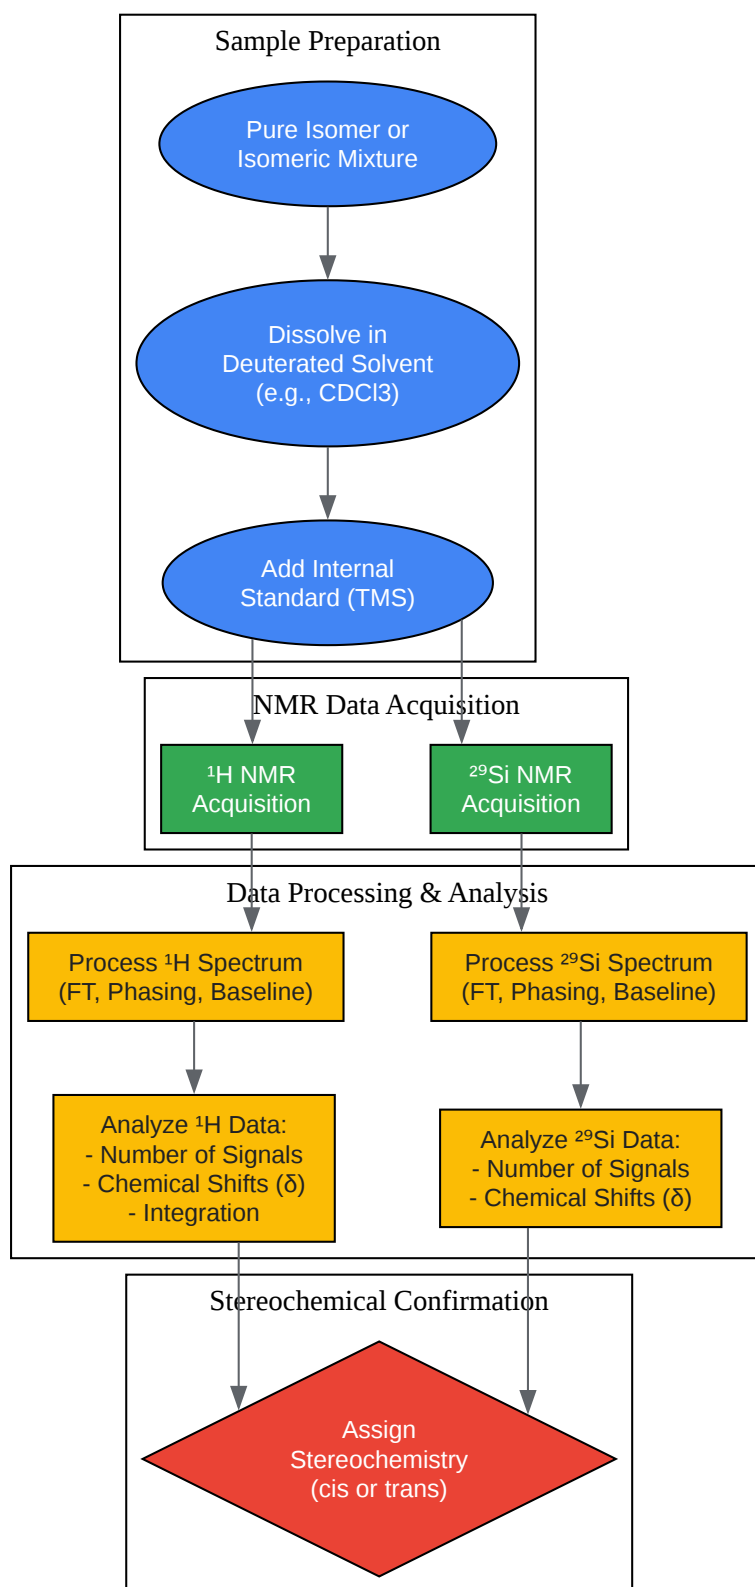 Sample Preparation
Pure Isomer or
Isomeric Mixture
Dissolve in
Deuterated Solvent
(e.g., CDCl3)
Add Internal
Standard (TMS)
NMR Data Acquisition
¹H NMR
Acquisition
²⁹Si NMR
Acquisition
Data Processing & Analysis
Process ¹H Spectrum
(FT, Phasing, Baseline)
Process ²⁹Si Spectrum
(FT, Phasing, Baseline)
Analyze ¹H Data:
- Number of Signals
- Chemical Shifts (δ)
- Integration
Analyze ²⁹Si Data:
- Number of Signals
- Chemical Shifts (δ)
Stereochemical Confirmation
Assign
Stereochemistry
(cis or trans)